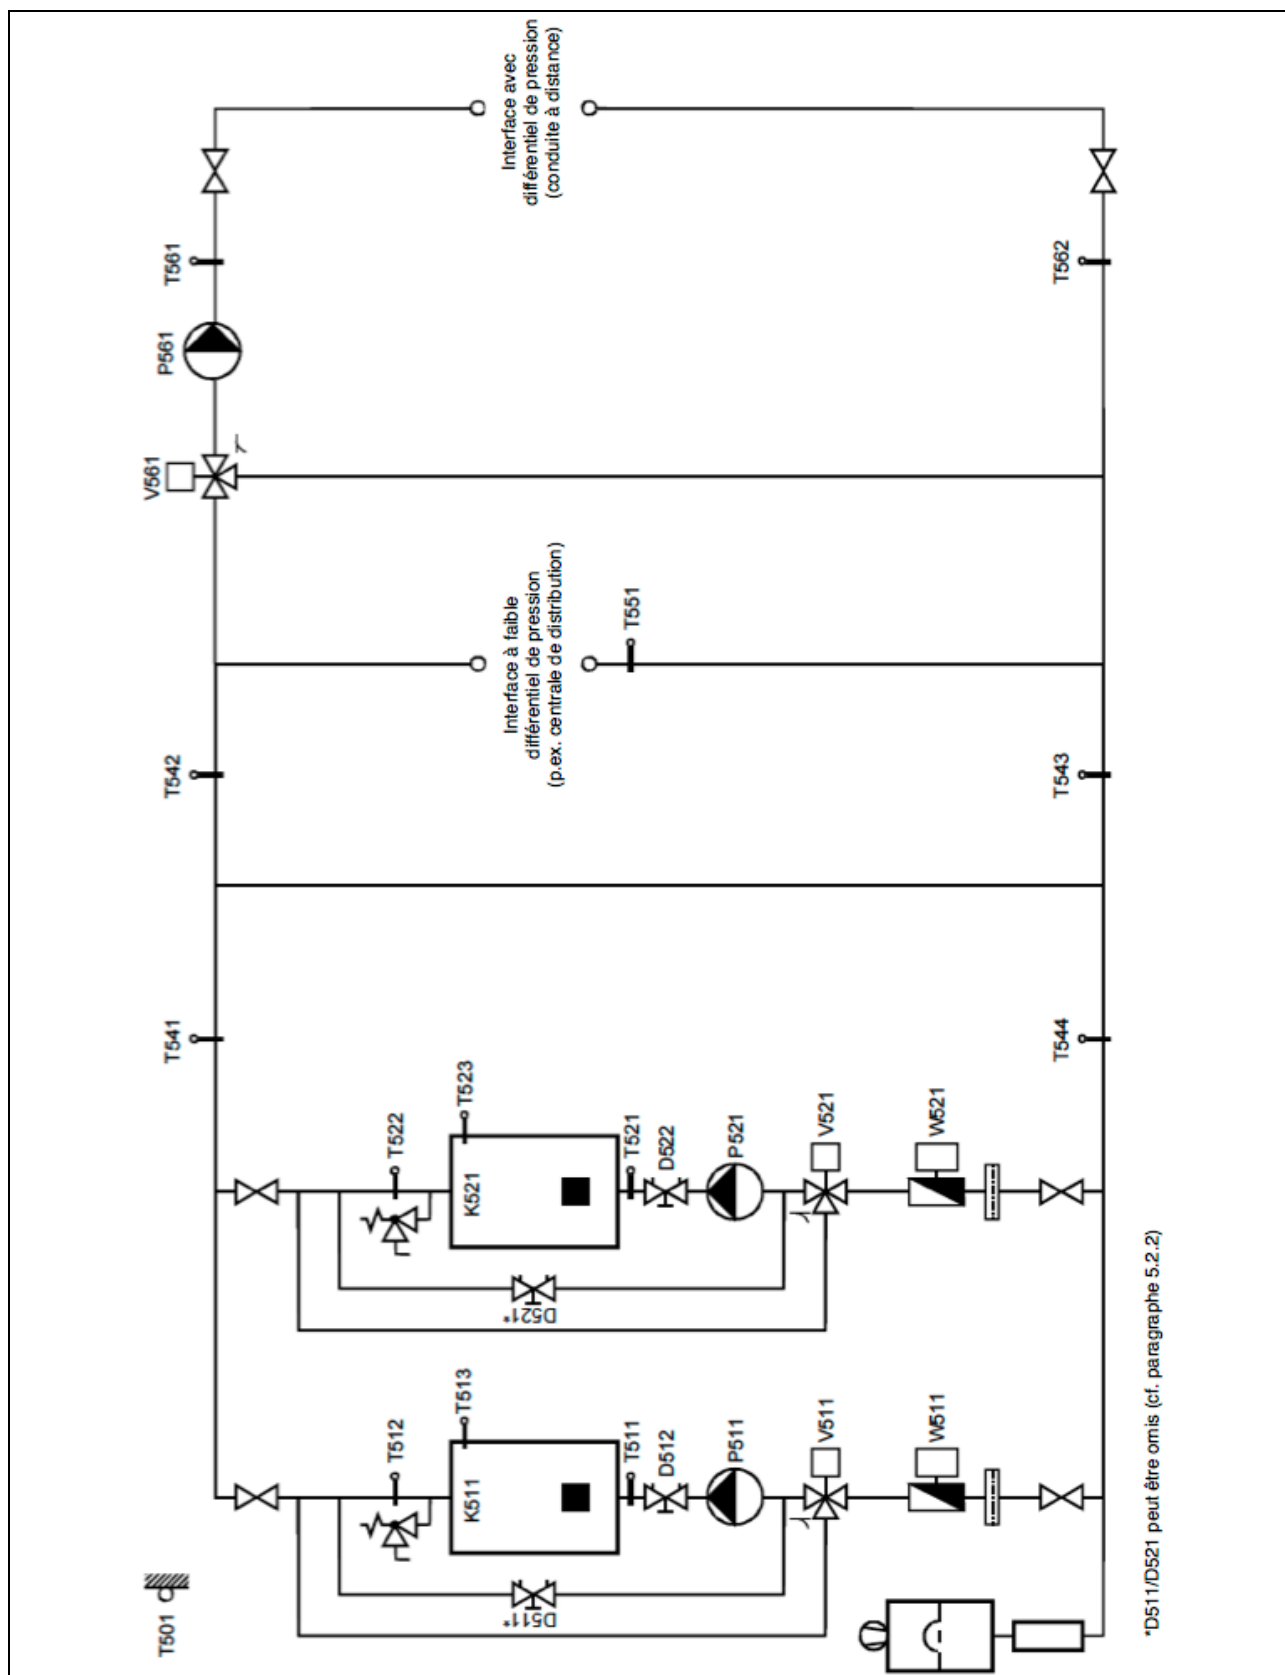 Interface avec
différentiel de pression
(conduite à distance)
T561
T562
P561
V561
Interface à faible
différentiel de pression
(p.ex. centrale de distribution)
T551
T542
T543
T541
T544
T522
T523
K521
T521
D522
P521
V521
W521
D521*
T512
T513
K511
T511
D512
P511
V511
W511
D511*
T501
*D511/D521 peut être omis (cf. paragraphe 5.2.2)